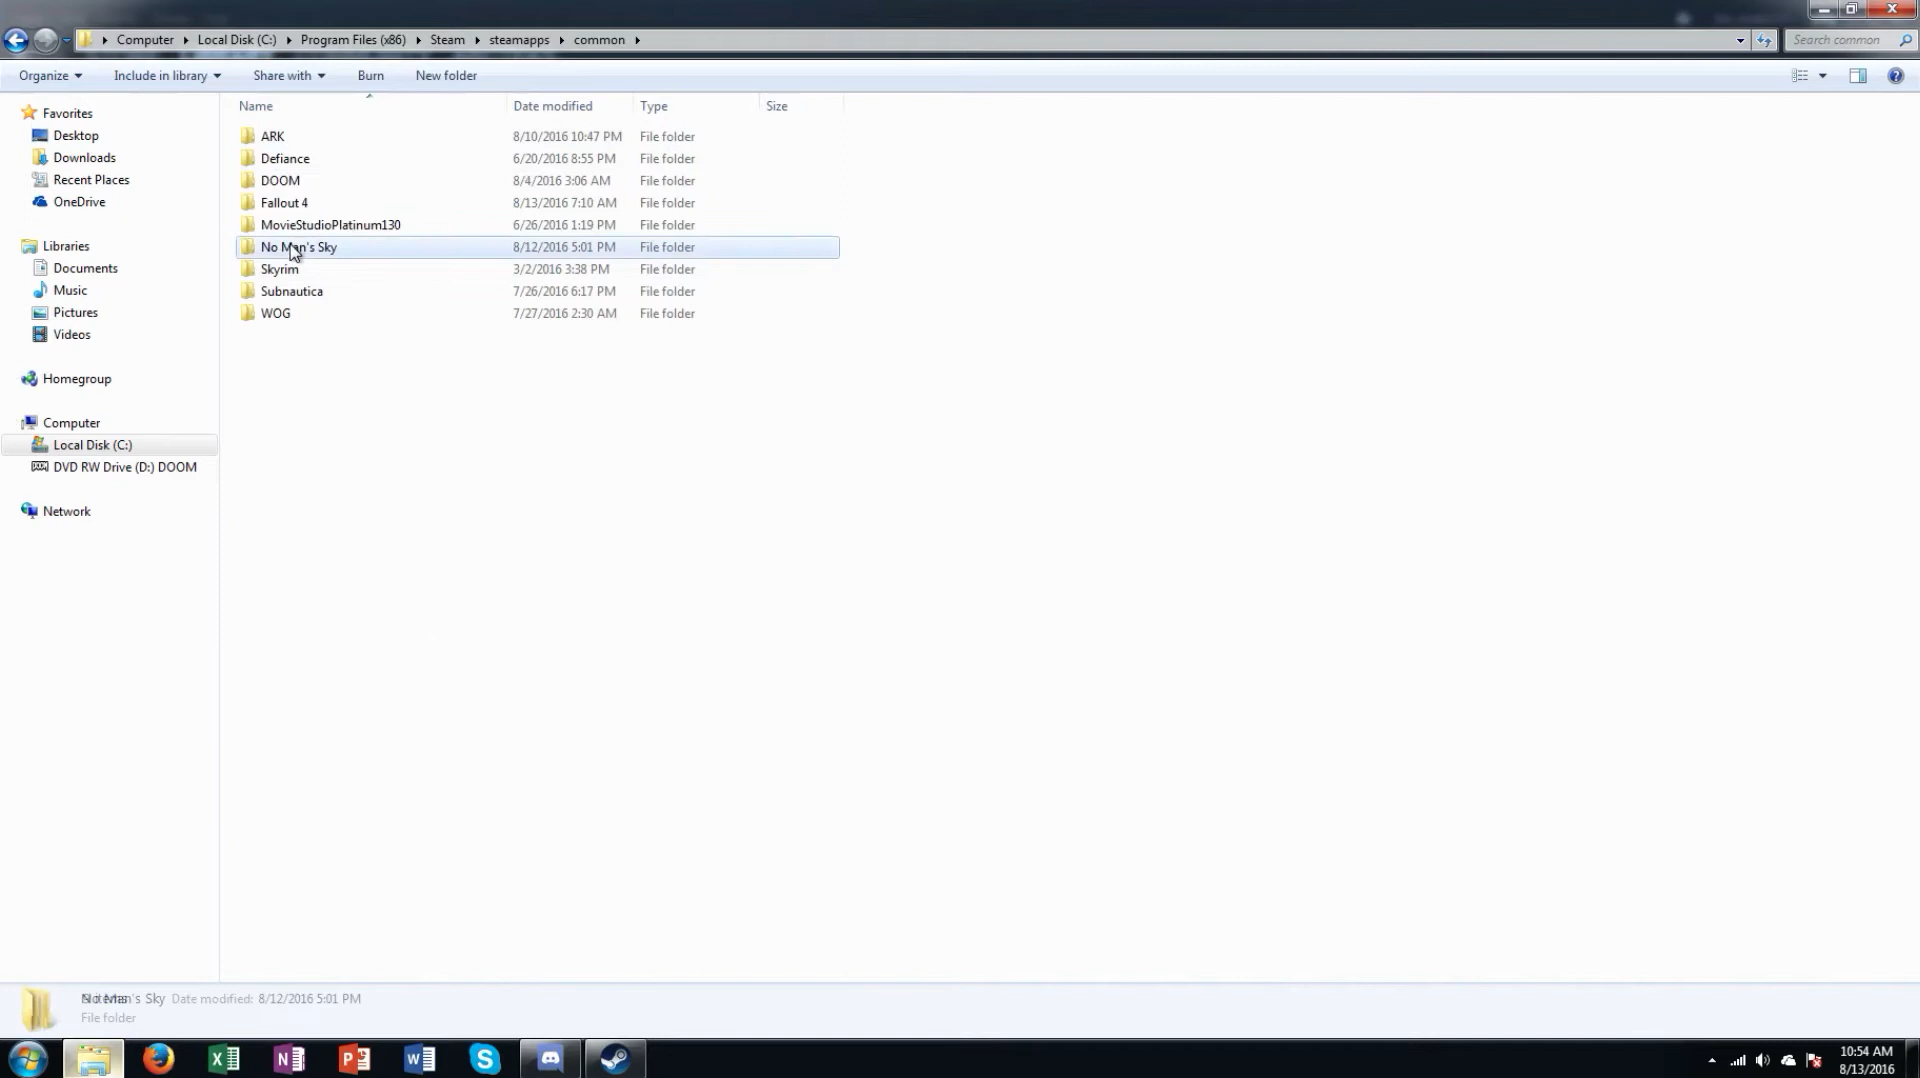 Computer Local Disk (C:) Program Files (x86) Steam steamapps common Search common
Organize Include in library Share with Burn New folder
Favorites
Desktop
Downloads
Recent Places
OneDrive
Libraries
Documents
Music
Pictures
Videos
Homegroup
Computer
Local Disk (C:)
DVD RW Drive (D:) DOOM
Network
Name Date modified Type Size
ARK 8/10/2016 10:47 PM File folder
Defiance 6/20/2016 8:55 PM File folder
DOOM 8/4/2016 3:06 AM File folder
Fallout 4 8/13/2016 7:10 AM File folder
MovieStudioPlatinum130 6/26/2016 1:19 PM File folder
No Man's Sky 8/12/2016 5:01 PM File folder
Skyrim 3/2/2016 3:38 PM File folder
Subnautica 7/26/2016 6:17 PM File folder
WOG 7/27/2016 2:30 AM File folder
No Man's Sky Date modified: 8/12/2016 5:01 PM
File folder
10:54 AM
8/13/2016